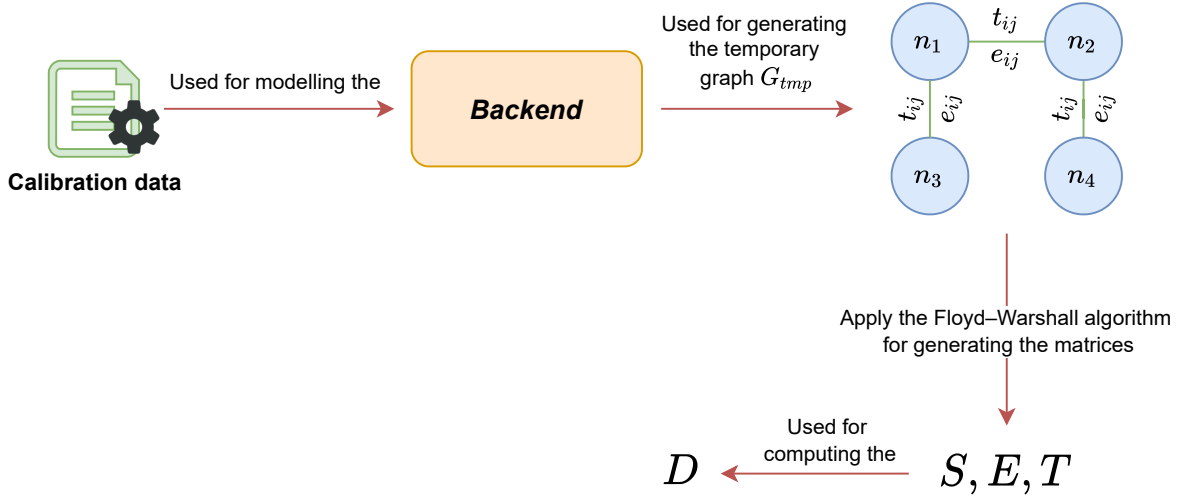 Used for modelling the
Calibration data
Backend
Used for generating
the temporary
graph G_{tmp}
n_1
t_{ij}
e_{ij}
n_2
t_{ij}
e_{ij}
t_{ij}
e_{ij}
n_3
n_4
Apply the Floyd–Warshall algorithm
for generating the matrices
S, E, T
Used for
computing the
D